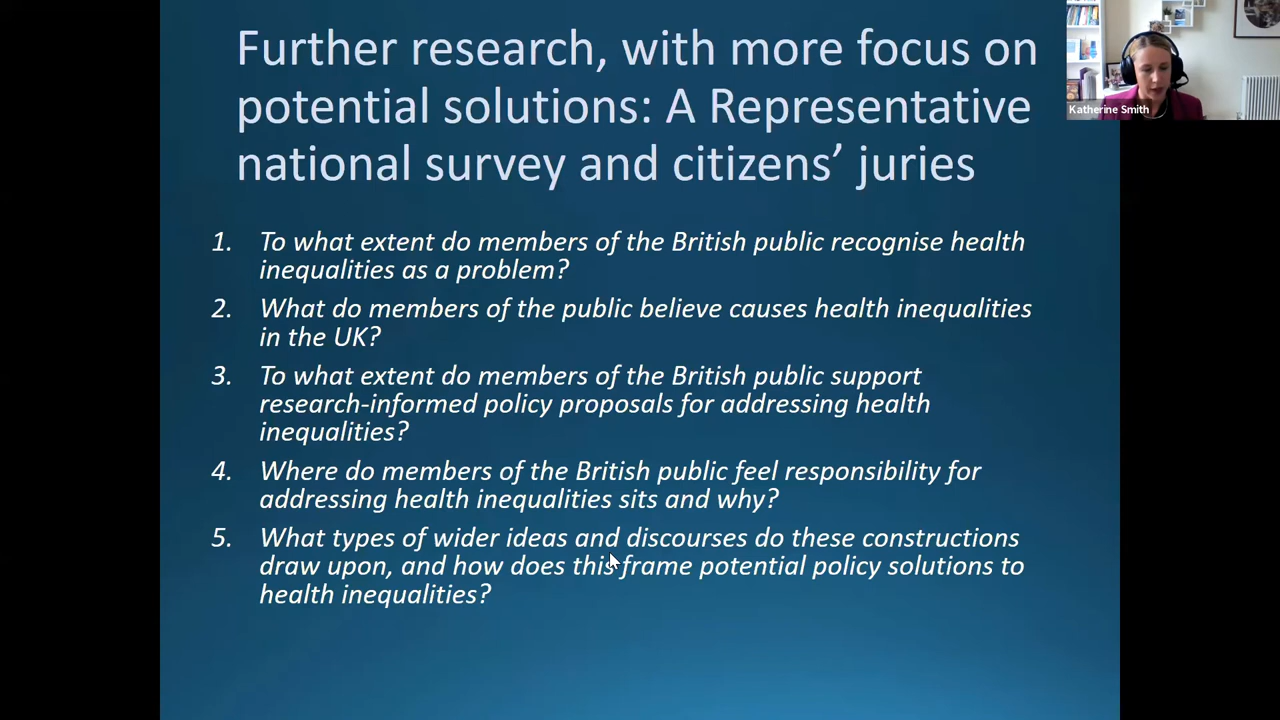 Further research, with more focus on
potential solutions: A Representative
national survey and citizens’ juries
Katherine Smith
1. To what extent do members of the British public recognise health
inequalities as a problem?
2. What do members of the public believe causes health inequalities
in the UK?
3. To what extent do members of the British public support
research-informed policy proposals for addressing health
inequalities?
4. Where do members of the British public feel responsibility for
addressing health inequalities sits and why?
5. What types of wider ideas and discourses do these constructions
draw upon, and how does this frame potential policy solutions to
health inequalities?